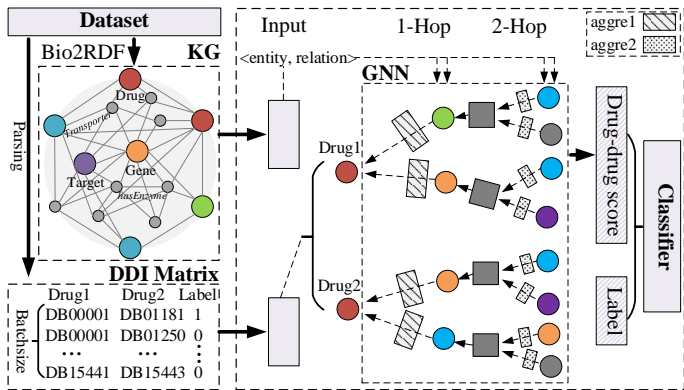 Dataset
Bio2RDF
KG
Parsing
Drug
Transporter
Gene
Target
hasEnzyme
DDI Matrix
Drug1 Drug2 Label
Batchsize
DB00001 DB01181 1
DB00001 DB01250 0
... ... ...
DB15441 DB15443 0
Input
<entity, relation>
1-Hop
2-Hop
aggre1
aggre2
GNN
Drug1
Drug2
Drug-drug score
Label
Classifier